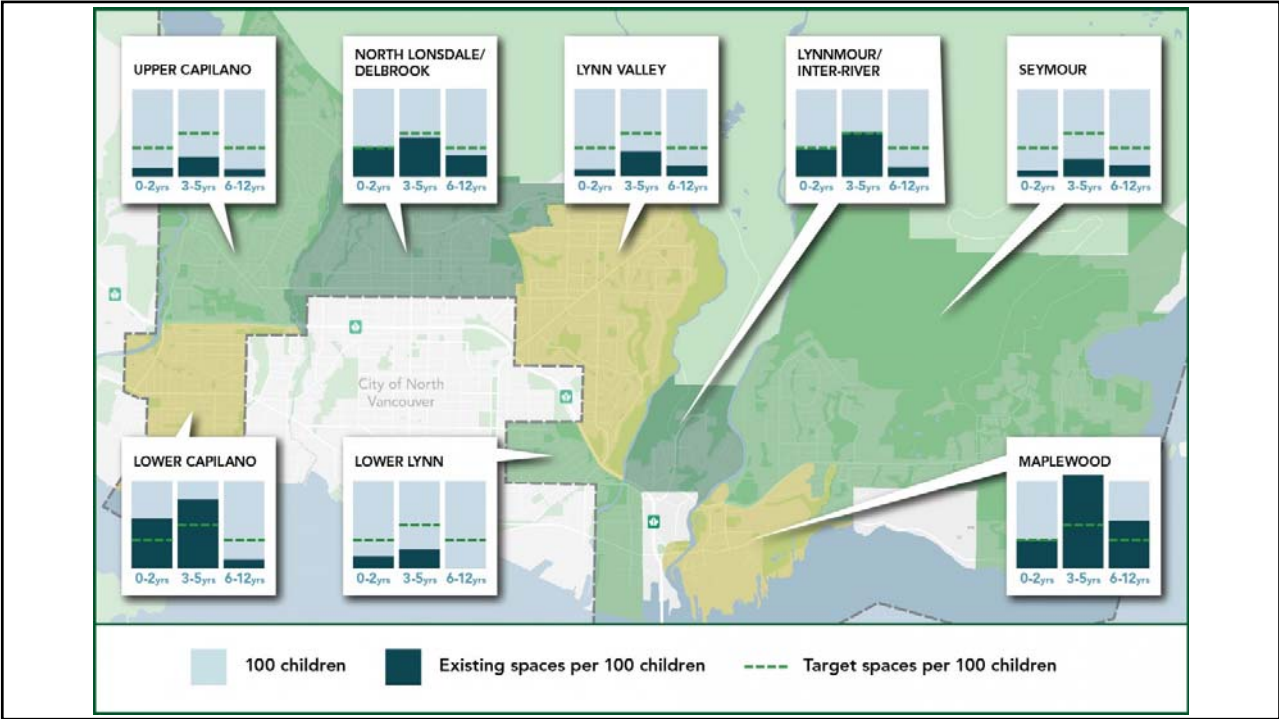 UPPER CAPILANO
0-2yrs 3-5yrs 6-12yrs
NORTH LONSDALE/
DELBROOK
0-2yrs 3-5yrs 6-12yrs
LYNN VALLEY
0-2yrs 3-5yrs 6-12yrs
LYNNMOUR/
INTER-RIVER
0-2yrs 3-5yrs 6-12yrs
SEYMOUR
0-2yrs 3-5yrs 6-12yrs
City of North
Vancouver
LOWER CAPILANO
0-2yrs 3-5yrs 6-12yrs
LOWER LYNN
0-2yrs 3-5yrs 6-12yrs
MAPLEWOOD
0-2yrs 3-5yrs 6-12yrs
100 children
Existing spaces per 100 children
Target spaces per 100 children